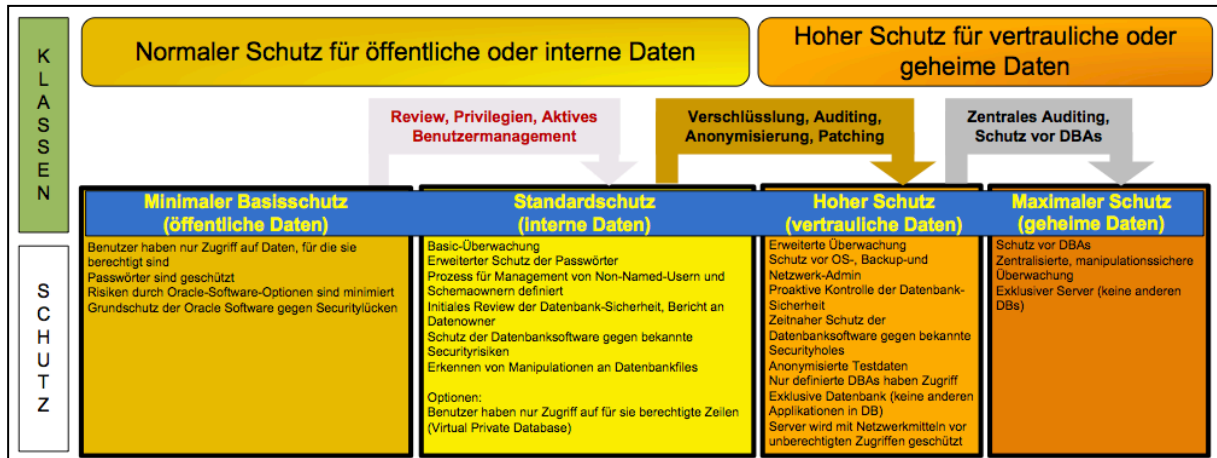 KLASSEN
Normaler Schutz für öffentliche oder interne Daten
Hoher Schutz für vertrauliche oder
geheime Daten
Review, Privilegien, Aktives
Benutzermanagement
Verschlüsslung, Auditing,
Anonymisierung, Patching
Zentrales Auditing,
Schutz vor DBAs
SCHUTZ
Minimaler Basisschutz
(öffentliche Daten)
Benutzer haben nur Zugriff auf Daten, für die sie
berechtigt sind
Passwörter sind geschützt
Risiken durch Oracle-Software-Optionen sind minimiert
Grundschutz der Oracle Software gegen Securitylücken
Standardschutz
(interne Daten)
Basic-Überwachung
Erweiterter Schutz der Passwörter
Prozess für Management von Non-Named-Usern und
Schemaownern definiert
Initiales Review der Datenbank-Sicherheit, Bericht an
Datenowner
Schutz der Datenbanksoftware gegen bekannte
Securityrisiken
Erkennen von Manipulationen an Datenbankfiles
Optionen:
Benutzer haben nur Zugriff auf für sie berechtigte Zeilen
(Virtual Private Database)
Hoher Schutz
(vertrauliche Daten)
Erweiterte Überwachung
Schutz vor OS-, Backup-und
Netzwerk-Admin
Proaktive Kontrolle der Datenbank-
Sicherheit
Zeitnaher Schutz der
Datenbanksoftware gegen bekannte
Securityholes
Anonymisierte Testdaten
Nur definierte DBAs haben Zugriff
Exklusive Datenbank (keine anderen
Applikationen in DB)
Server wird mit Netzwerkmitteln vor
unberechtigten Zugriffen geschützt
Maximaler Schutz
(geheime Daten)
Schutz vor DBAs
Zentralisierte, manipulationssichere
Überwachung
Exklusiver Server (keine anderen
DBs)